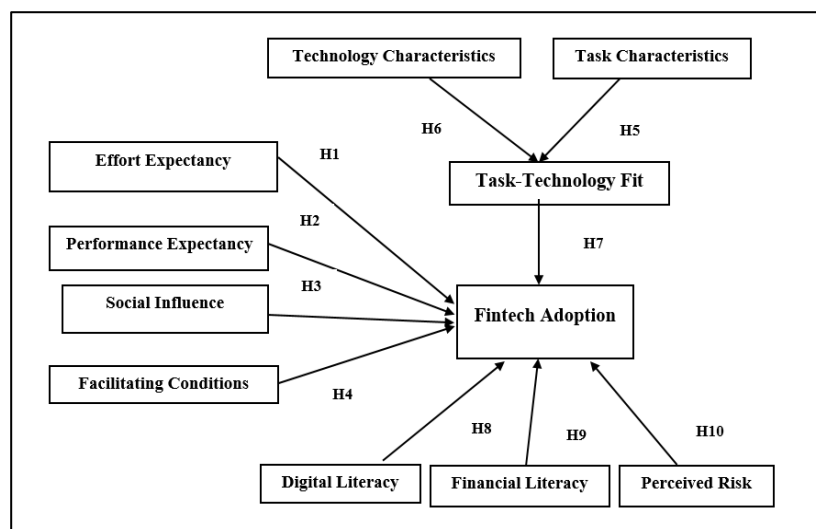 Technology Characteristics
Task Characteristics
H6
H5
Effort Expectancy
H1
Task-Technology Fit
H2
Performance Expectancy
H7
H3
Social Influence
Fintech Adoption
Facilitating Conditions
H4
H8
H9
H10
Digital Literacy
Financial Literacy
Perceived Risk